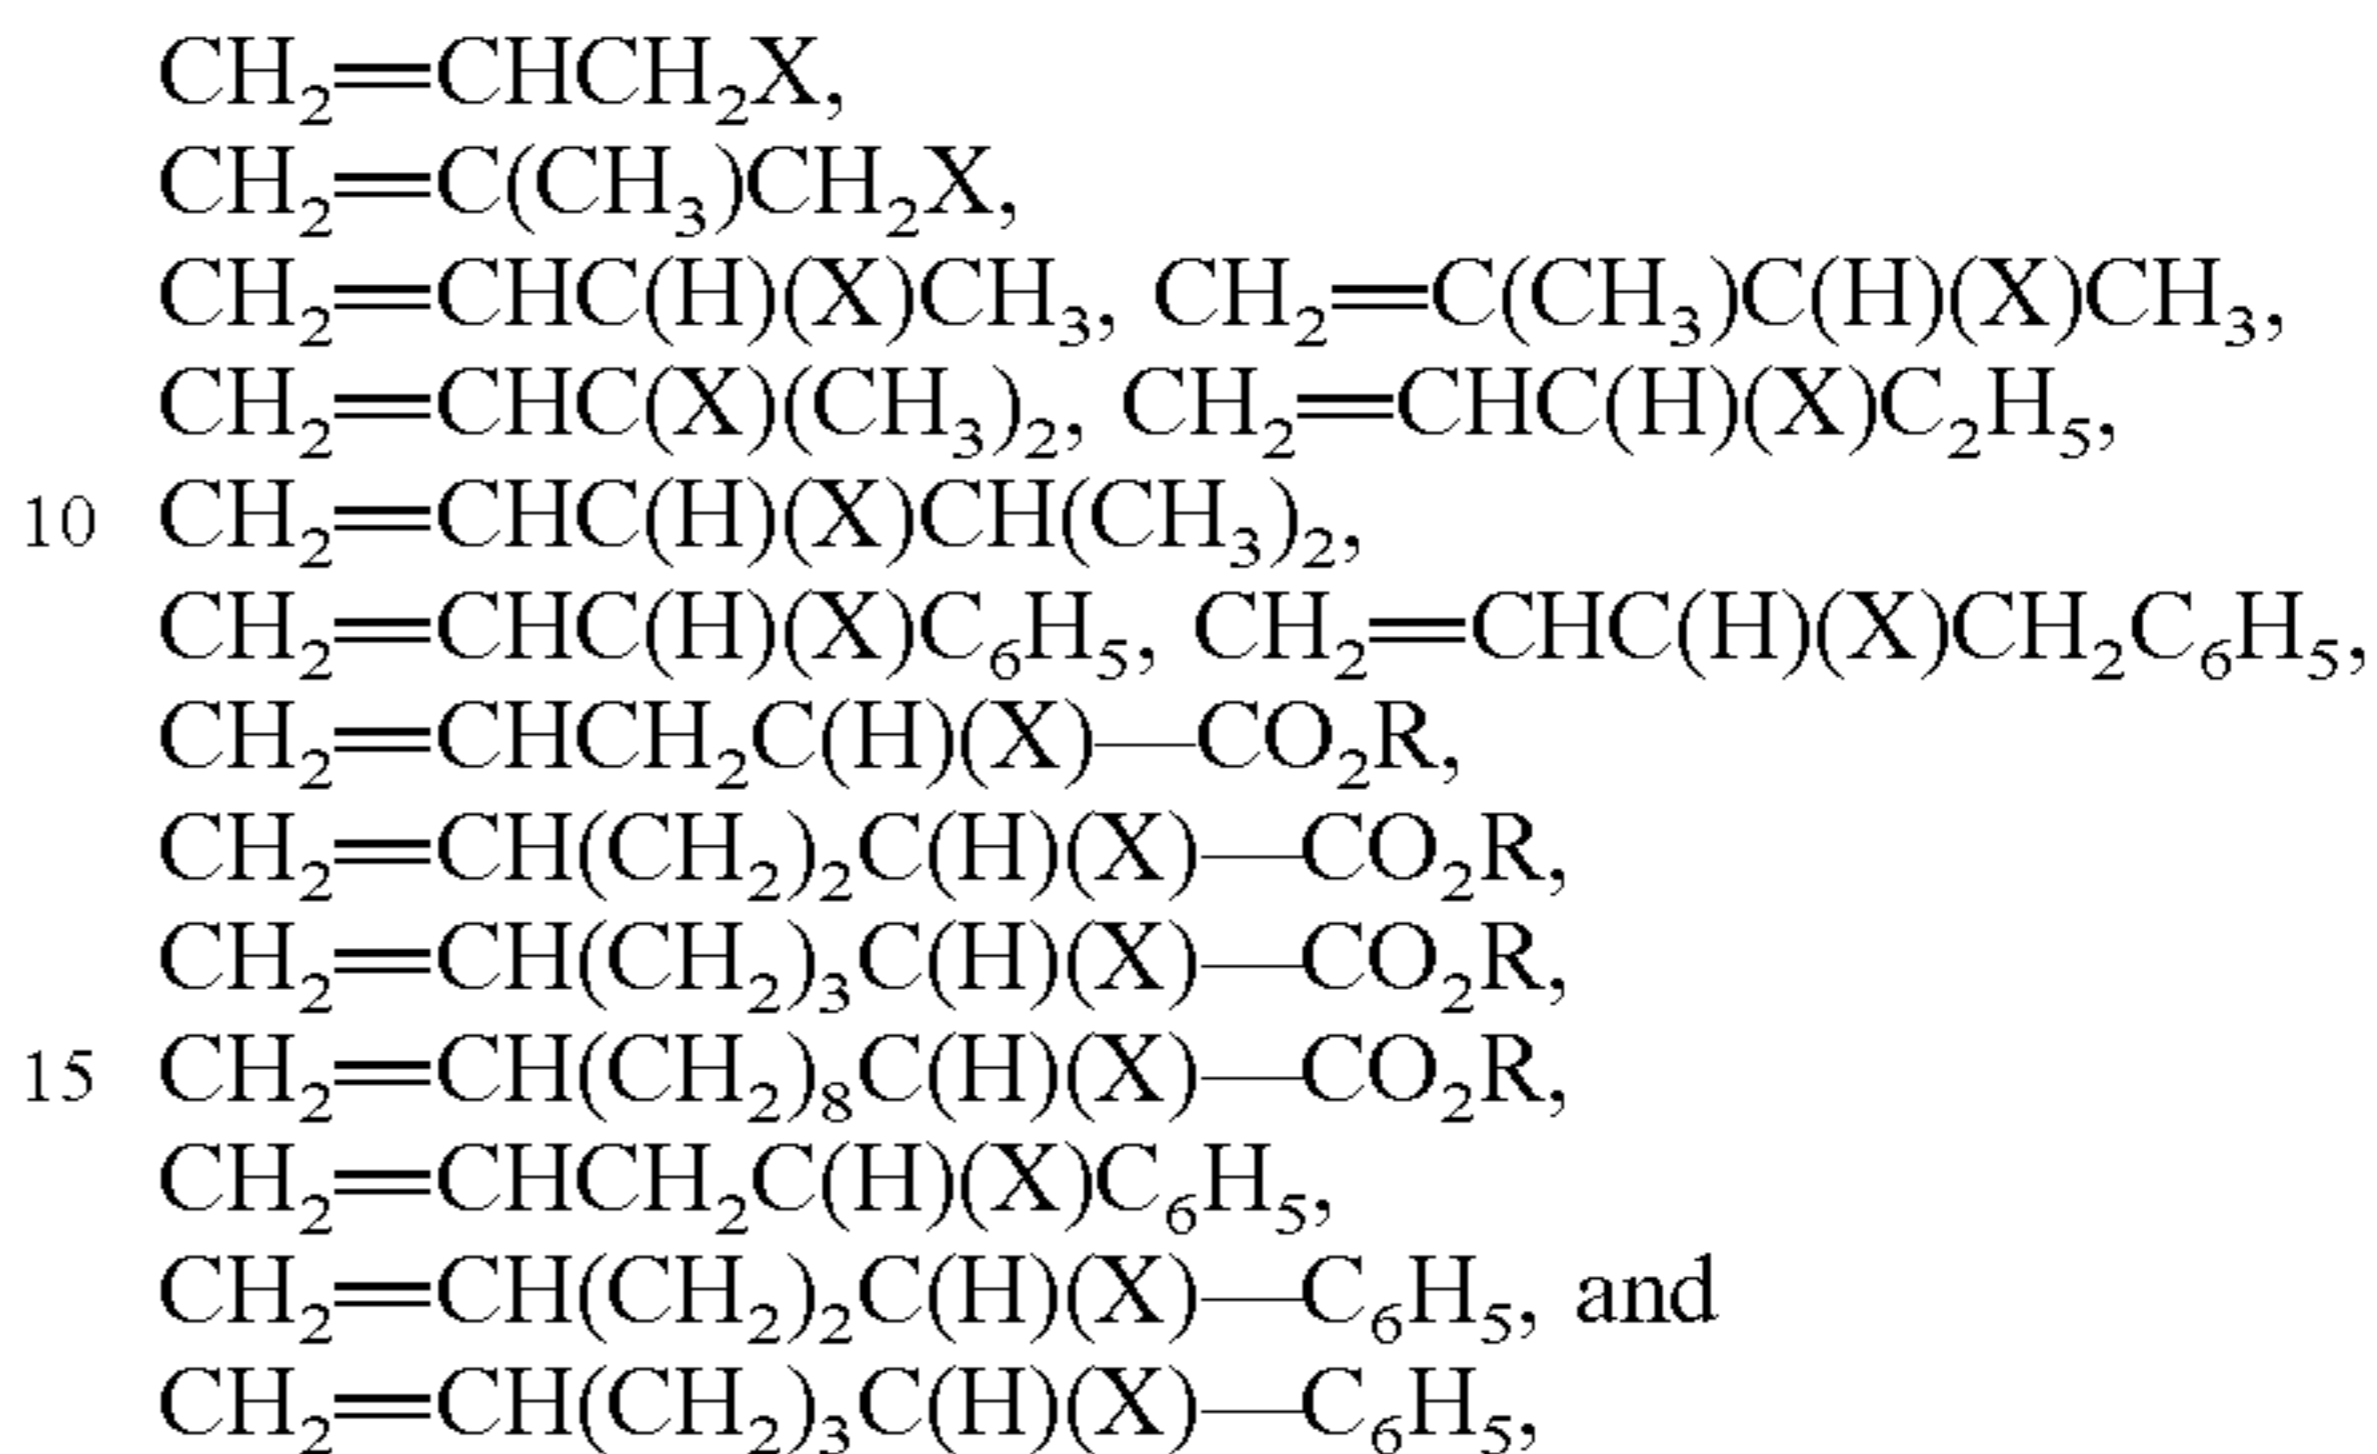 CH₂=CHCH₂X,
CH₂=C(CH₃)CH₂X,
CH₂=CHC(H)(X)CH₃, CH₂=C(CH₃)C(H)(X)CH₃,
CH₂=CHC(X)(CH₃)₂, CH₂=CHC(H)(X)C₂H₅,
10 CH₂=CHC(H)(X)CH(CH₃)₂,
CH₂=CHC(H)(X)C₆H₅, CH₂=CHC(H)(X)CH₂C₆H₅,
CH₂=CHCH₂C(H)(X)—CO₂R,
CH₂=CH(CH₂)₂C(H)(X)—CO₂R,
CH₂=CH(CH₂)₃C(H)(X)—CO₂R,
15 CH₂=CH(CH₂)₈C(H)(X)—CO₂R,
CH₂=CHCH₂C(H)(X)C₆H₅,
CH₂=CH(CH₂)₂C(H)(X)—C₆H₅, and
CH₂=CH(CH₂)₃C(H)(X)—C₆H₅,